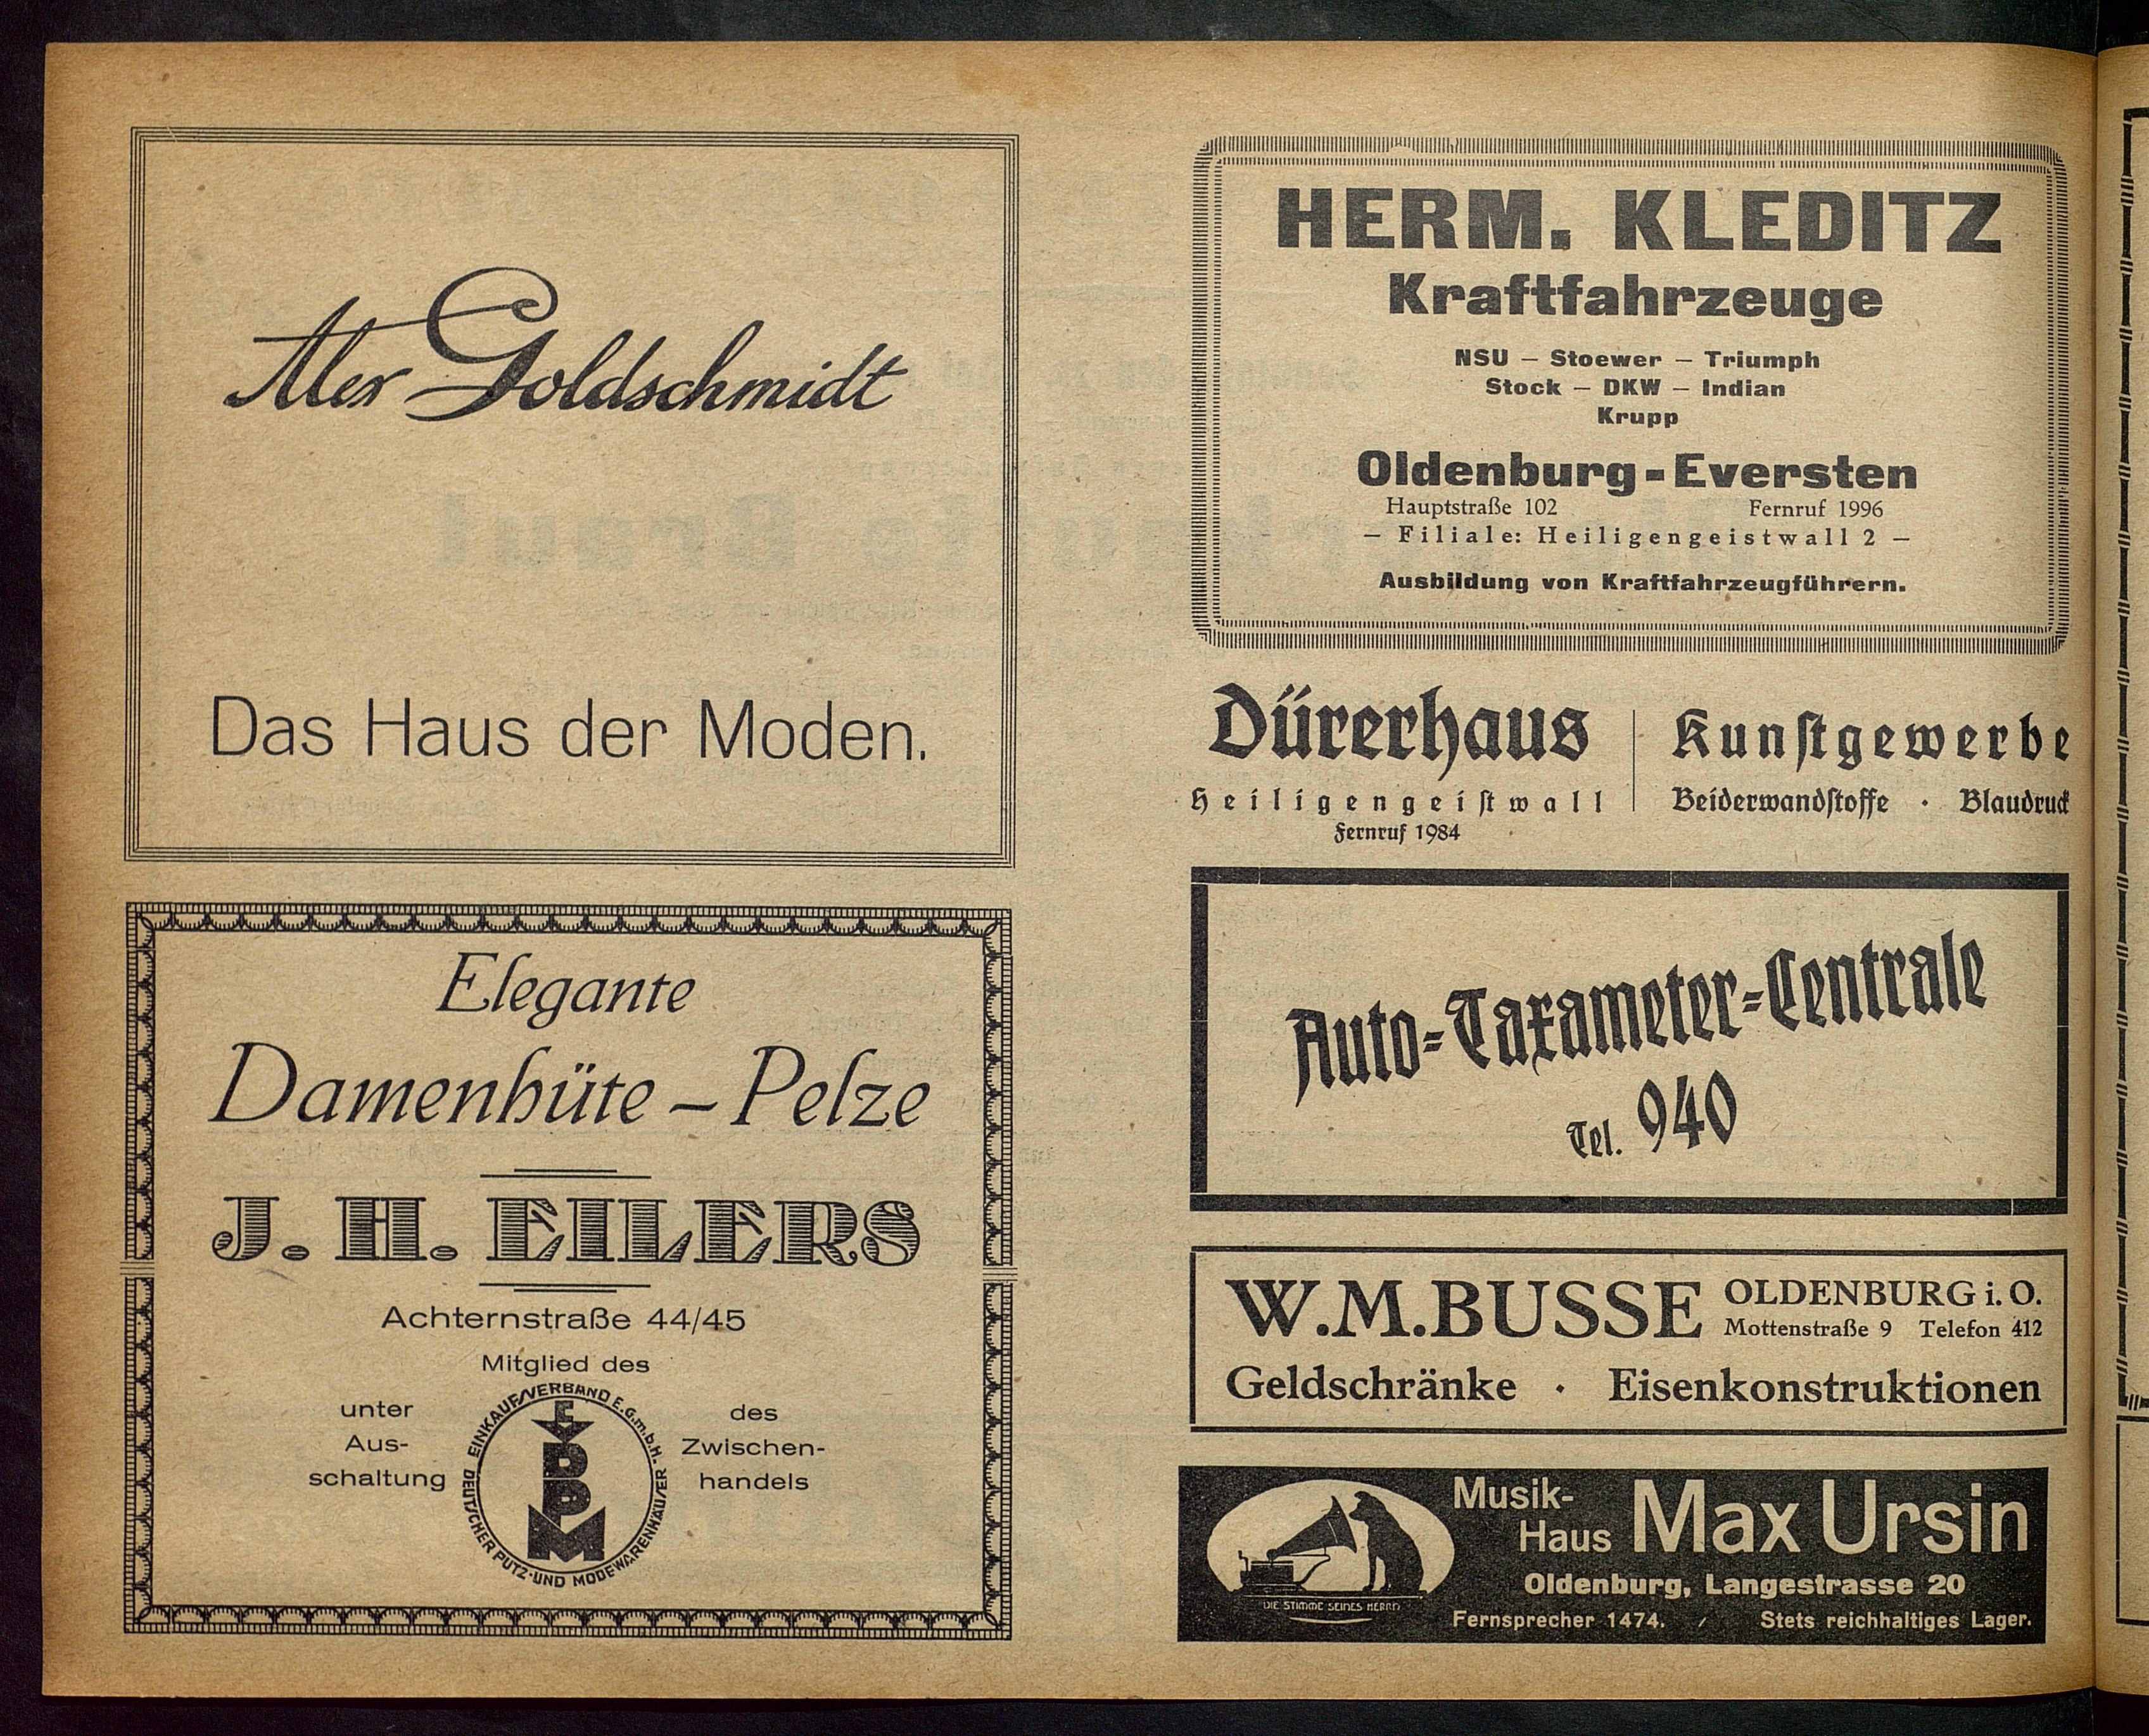 Alex Goldschmidt
Das Haus der Moden.
Elegante
Damenhüte – Pelze
J. H. EILERS
Achternstraße 44/45
Mitglied des
unter
Aus-
schaltung
EINKAUFSVERBAND E.G.m.b.H.
DEUTSCHER PUTZ-UND MODEWARENHÄUSER
E
V
D
P
M
des
Zwischen-
handels
HERM. KLEDITZ
Kraftfahrzeuge
NSU – Stoewer – Triumph
Stock – DKW – Indian
Krupp
Oldenburg-Eversten
Hauptstraße 102 Fernruf 1996
– Filiale: Heiligengeistwall 2 –
Ausbildung von Kraftfahrzeugführern.
Dürerhaus
Heiligengeistwall
Fernruf 1984
Kunstgewerbe
Beiderwandstoffe · Blaudruck
Auto-Taxameter-Centrale
Tel. 940
W.M.BUSSE OLDENBURG i. O.
Mottenstraße 9 Telefon 412
Geldschränke · Eisenkonstruktionen
DIE STIMME SEINES HERRN
Musik-
Haus Max Ursin
Oldenburg, Langestrasse 20
Fernsprecher 1474. / Stets reichhaltiges Lager.